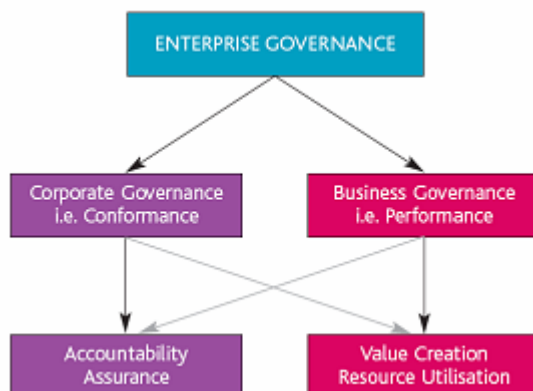 ENTERPRISE GOVERNANCE
Corporate Governance
i.e. Conformance
Business Governance
i.e. Performance
Accountability
Assurance
Value Creation
Resource Utilisation